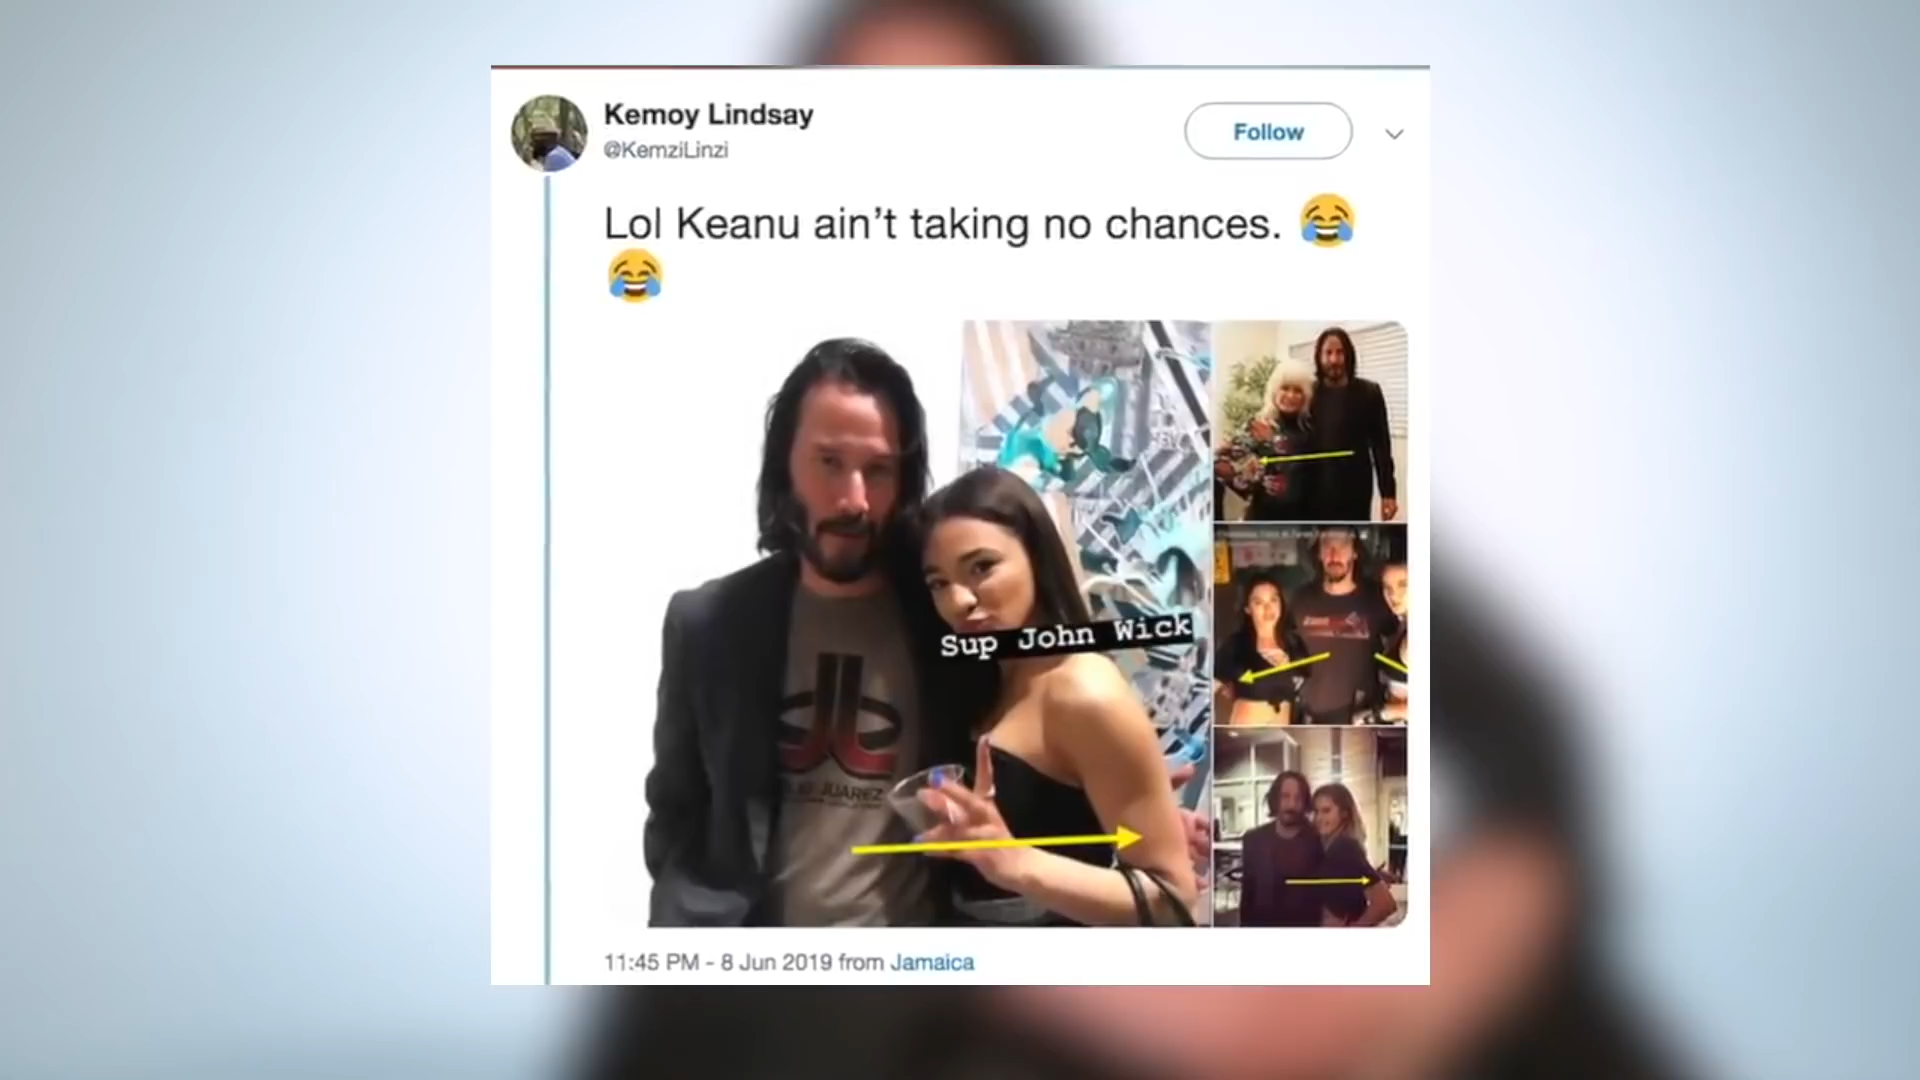 Kemoy Lindsay
@KemziLinzi
Follow
Lol Keanu ain't taking no chances. 😂
😂
Sup John Wick
JUAREZ
11:45 PM - 8 Jun 2019 from Jamaica